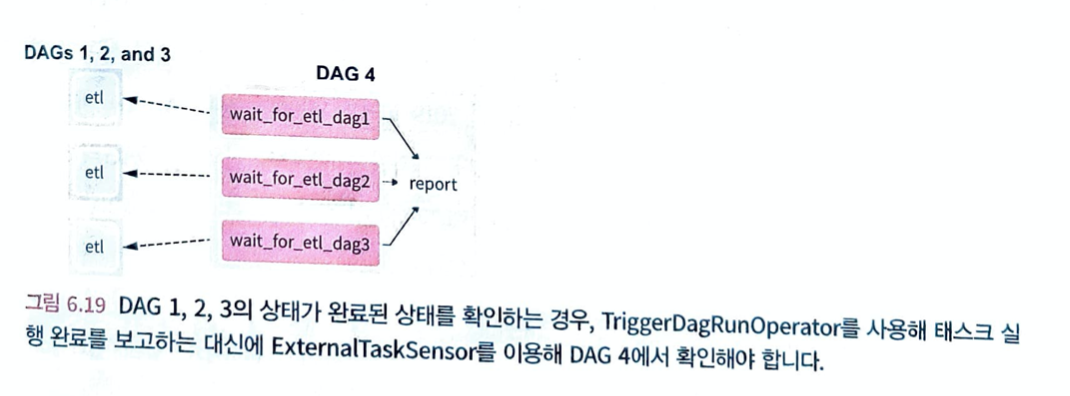 DAGs 1, 2, and 3
DAG 4
etl
wait_for_etl_dag1
etl
wait_for_etl_dag2
report
etl
wait_for_etl_dag3
그림 6.19 DAG 1, 2, 3의 상태가 완료된 상태를 확인하는 경우, TriggerDagRunOperator를 사용해 태스크 실
행 완료를 보고하는 대신에 ExternalTaskSensor를 이용해 DAG 4에서 확인해야 합니다.